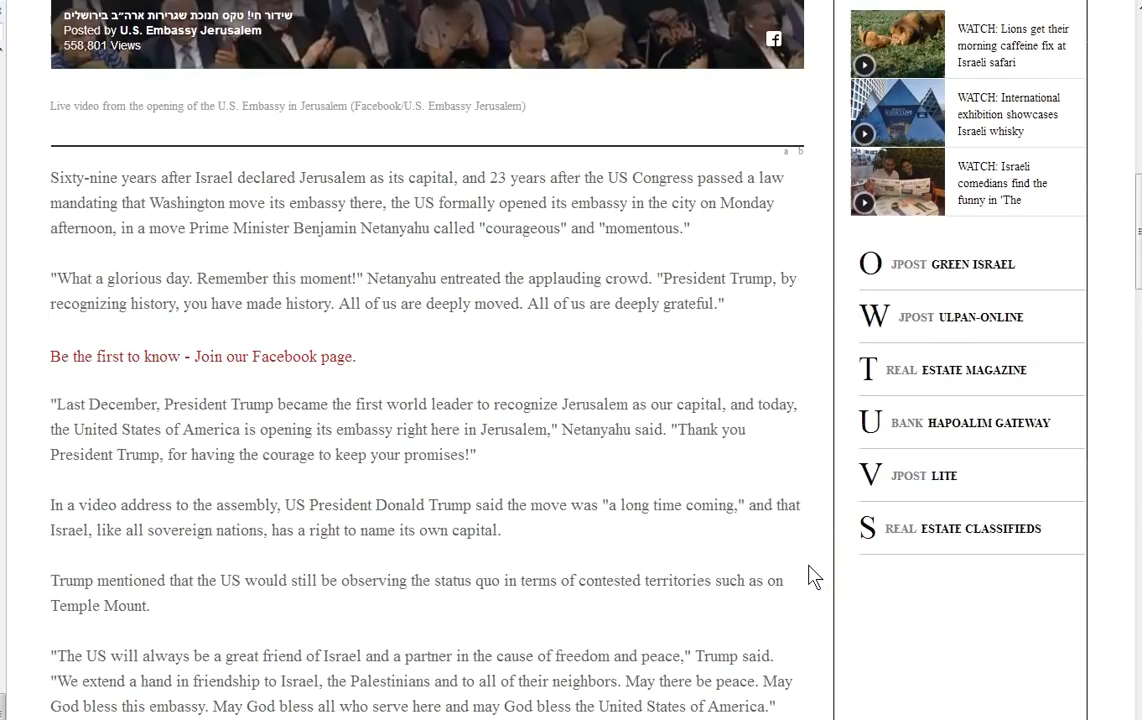 שידור חי! טקס חנוכת שגרירות ארה״ב בירושלים
Posted by U.S. Embassy Jerusalem
558,801 Views
Live video from the opening of the U.S. Embassy in Jerusalem (Facebook/U.S. Embassy Jerusalem)
a b
Sixty-nine years after Israel declared Jerusalem as its capital, and 23 years after the US Congress passed a law
mandating that Washington move its embassy there, the US formally opened its embassy in the city on Monday
afternoon, in a move Prime Minister Benjamin Netanyahu called "courageous" and "momentous."
"What a glorious day. Remember this moment!" Netanyahu entreated the applauding crowd. "President Trump, by
recognizing history, you have made history. All of us are deeply moved. All of us are deeply grateful."
Be the first to know - Join our Facebook page.
"Last December, President Trump became the first world leader to recognize Jerusalem as our capital, and today,
the United States of America is opening its embassy right here in Jerusalem," Netanyahu said. "Thank you
President Trump, for having the courage to keep your promises!"
In a video address to the assembly, US President Donald Trump said the move was "a long time coming," and that
Israel, like all sovereign nations, has a right to name its own capital.
Trump mentioned that the US would still be observing the status quo in terms of contested territories such as on
Temple Mount.
"The US will always be a great friend of Israel and a partner in the cause of freedom and peace," Trump said.
"We extend a hand in friendship to Israel, the Palestinians and to all of their neighbors. May there be peace. May
God bless this embassy. May God bless all who serve here and may God bless the United States of America."
WATCH: Lions get their
morning caffeine fix at
Israeli safari
WATCH: International
exhibition showcases
Israeli whisky
WATCH: Israeli
comedians find the
funny in 'The
O JPOST GREEN ISRAEL
W JPOST ULPAN-ONLINE
T REAL ESTATE MAGAZINE
U BANK HAPOALIM GATEWAY
V JPOST LITE
S REAL ESTATE CLASSIFIEDS